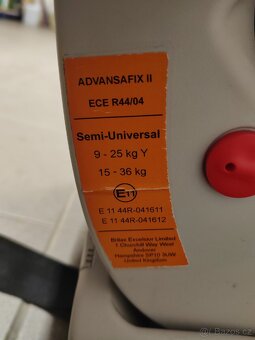 ADVANSAFIX II
ECE R44/04
Semi-Universal
9 - 25 kg Y
15 - 36 kg
E11
E 11 44R-041611
E 11 44R-041612
Britax Excelsior Limited
1 Churchill Way West
Andover
Hampshire SP10 3UW
United Kingdom